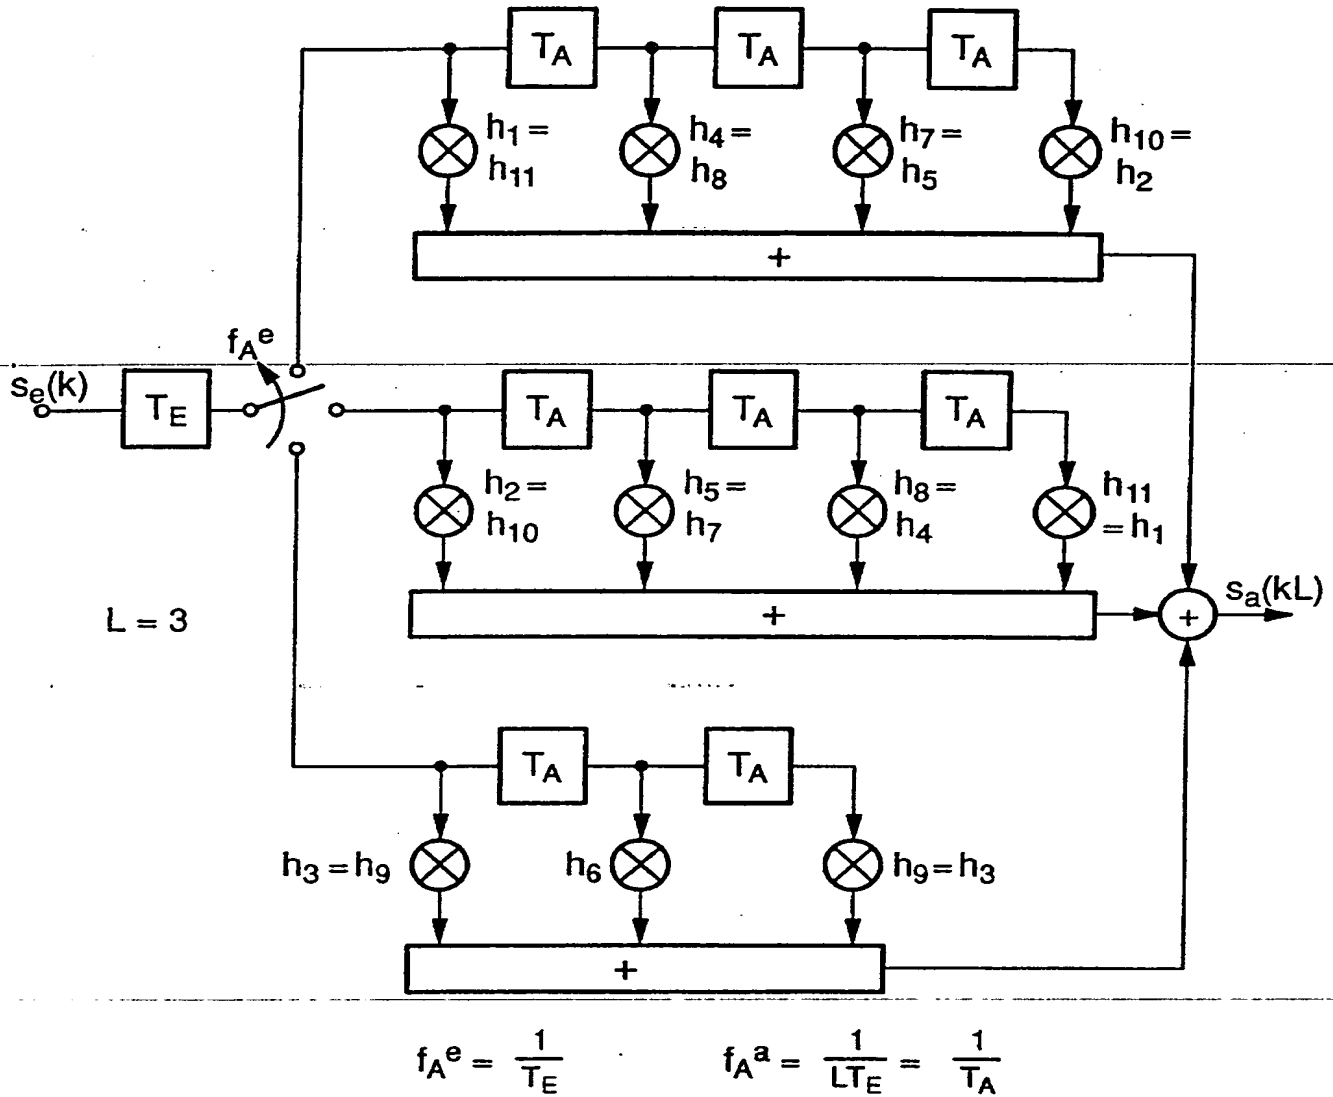 T_A T_A T_A
h_1 = h_4 = h_7 = h_10 =
h_11 h_8 h_5 h_2
+
f_A^e
s_e(k)
T_E T_A T_A T_A
h_2 = h_5 = h_8 = h_11
h_10 h_7 h_4 = h_1
s_a(kL)
L = 3 + +
T_A T_A
h_3 = h_9 h_6 h_9 = h_3
+
f_A^e = 1/T_E f_A^a = 1/LT_E = 1/T_A